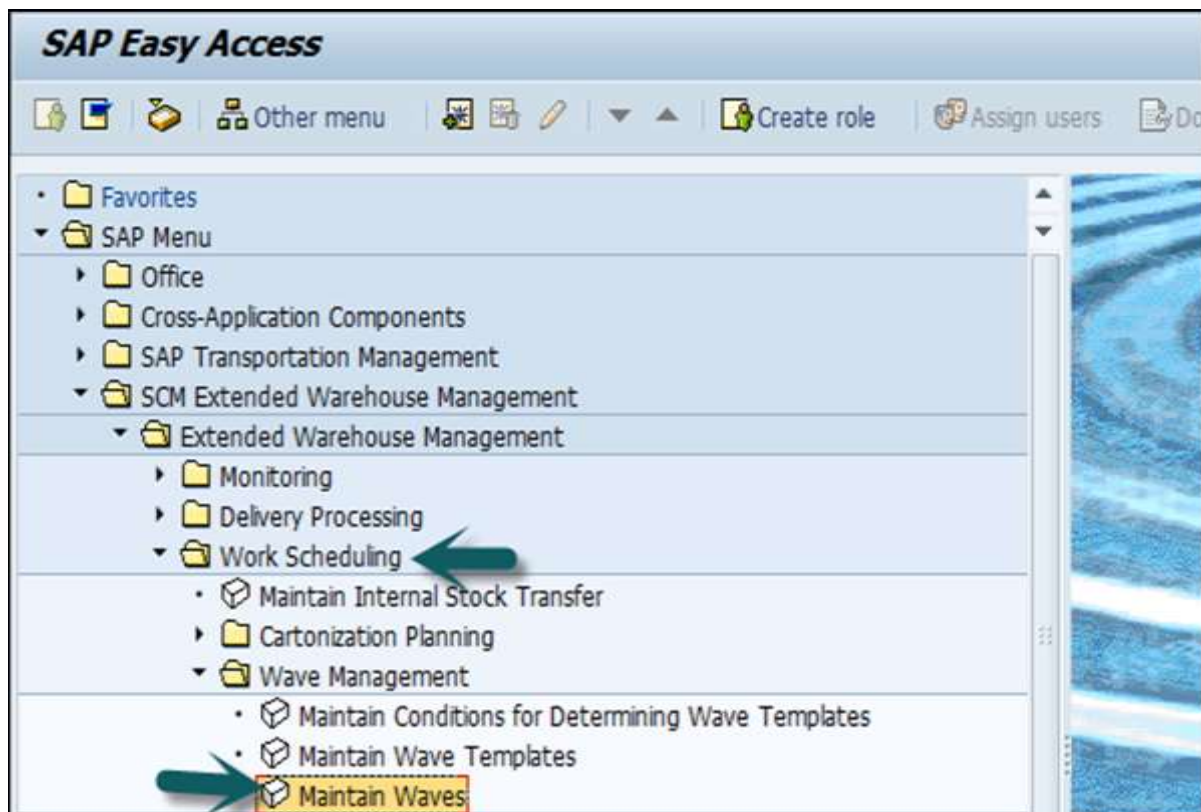 SAP Easy Access
Other menu Create role Assign users Do
Favorites
SAP Menu
Office
Cross-Application Components
SAP Transportation Management
SCM Extended Warehouse Management
Extended Warehouse Management
Monitoring
Delivery Processing
Work Scheduling
Maintain Internal Stock Transfer
Cartonization Planning
Wave Management
Maintain Conditions for Determining Wave Templates
Maintain Wave Templates
Maintain Waves